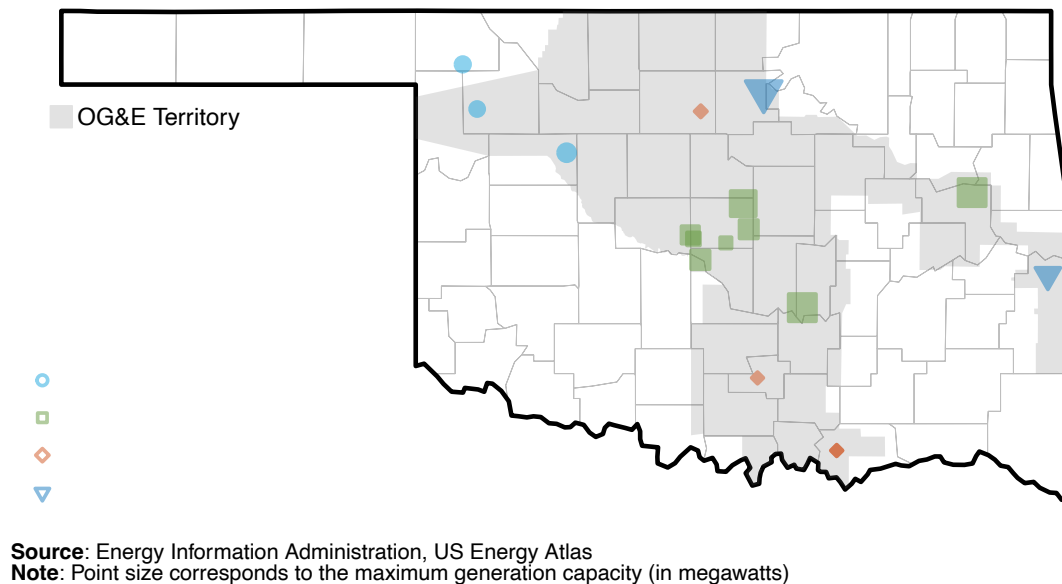 OG&E Territory
Source: Energy Information Administration, US Energy Atlas
Note: Point size corresponds to the maximum generation capacity (in megawatts)